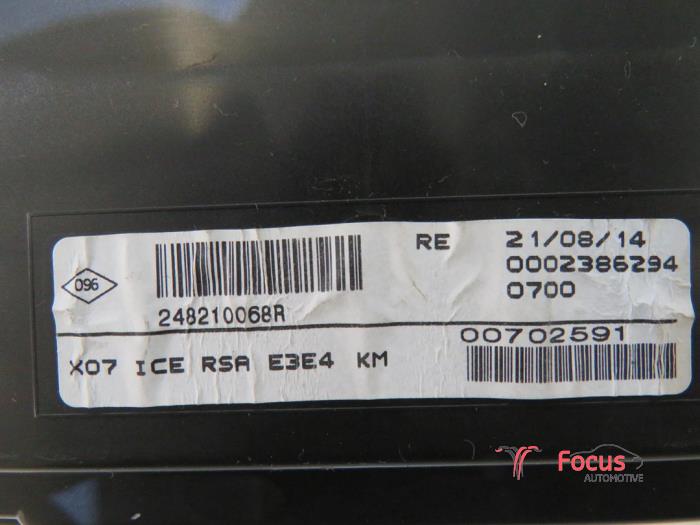 RE 21/08/14
0002386294
096
0700
248210068R
00702591
X07 ICE RSA E3E4 KM
Focus
AUTOMOTIVE